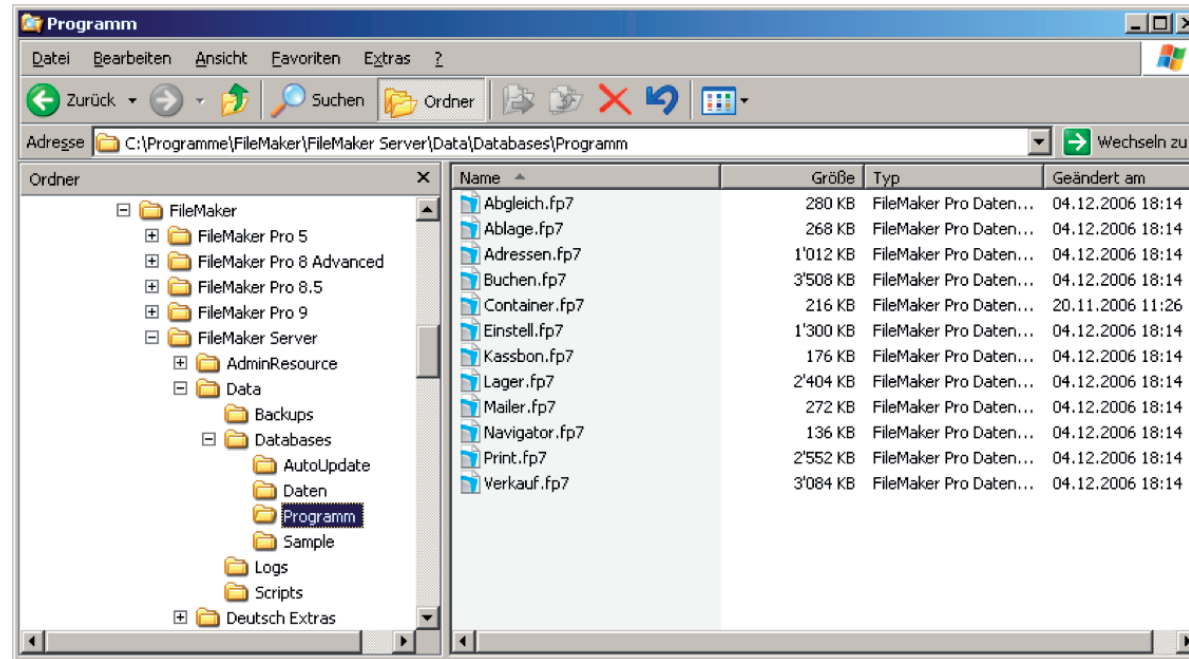 Programm
Datei Bearbeiten Ansicht Favoriten Extras ?
Zurück Suchen Ordner
Adresse C:\Programme\FileMaker\FileMaker Server\Data\Databases\Programm Wechseln zu
Ordner
FileMaker
FileMaker Pro 5
FileMaker Pro 8 Advanced
FileMaker Pro 8.5
FileMaker Pro 9
FileMaker Server
AdminResource
Data
Backups
Databases
AutoUpdate
Daten
Programm
Sample
Logs
Scripts
Deutsch Extras
Name Größe Typ Geändert am
Abgleich.fp7 280 KB FileMaker Pro Daten... 04.12.2006 18:14
Ablage.fp7 268 KB FileMaker Pro Daten... 04.12.2006 18:14
Adressen.fp7 1'012 KB FileMaker Pro Daten... 04.12.2006 18:14
Buchen.fp7 3'508 KB FileMaker Pro Daten... 04.12.2006 18:14
Container.fp7 216 KB FileMaker Pro Daten... 20.11.2006 11:26
Einstell.fp7 1'300 KB FileMaker Pro Daten... 04.12.2006 18:14
Kassbon.fp7 176 KB FileMaker Pro Daten... 04.12.2006 18:14
Lager.fp7 2'404 KB FileMaker Pro Daten... 04.12.2006 18:14
Mailer.fp7 272 KB FileMaker Pro Daten... 04.12.2006 18:14
Navigator.fp7 136 KB FileMaker Pro Daten... 04.12.2006 18:14
Print.fp7 2'552 KB FileMaker Pro Daten... 04.12.2006 18:14
Verkauf.fp7 3'084 KB FileMaker Pro Daten... 04.12.2006 18:14